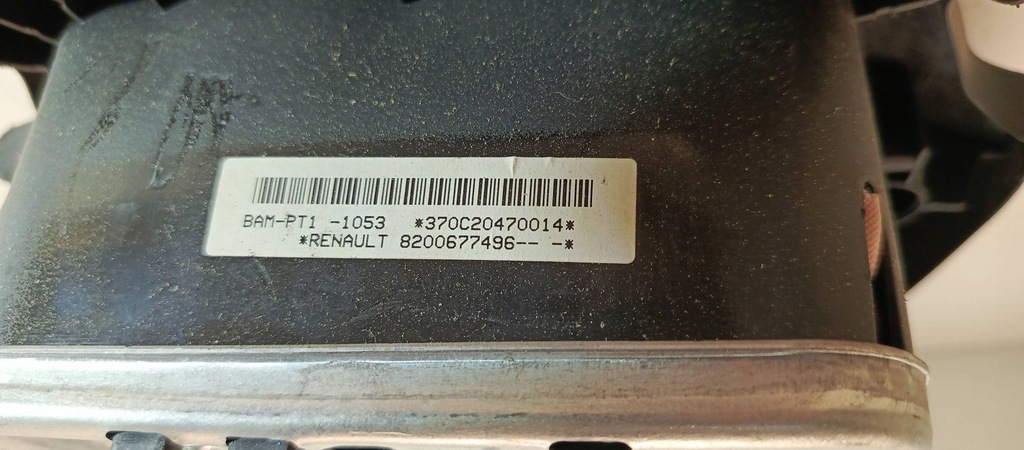 BAM-PT1 -1053 *370C20470014*
*RENAULT 8200677496-- -*